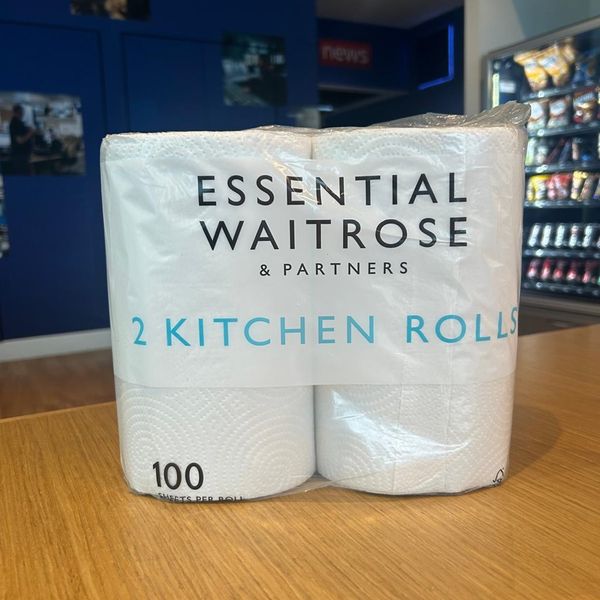 news
ESSENTIAL
WAITROSE
& PARTNERS
2 KITCHEN ROLLS
100
SHEETS PER ROLL